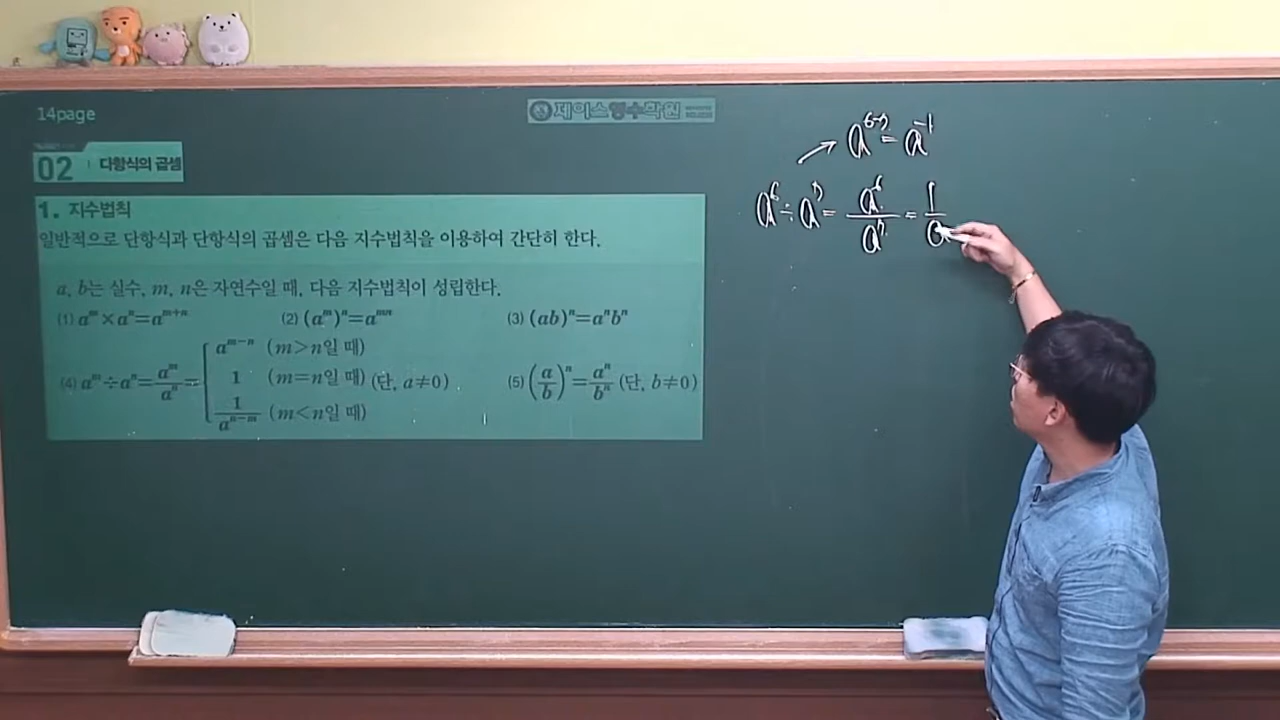 14page
제이스영수학원
02 다항식의 곱셈
1. 지수법칙
일반적으로 단항식과 단항식의 곱셈은 다음 지수법칙을 이용하여 간단히 한다.
a, b는 실수, m, n은 자연수일 때, 다음 지수법칙이 성립한다.
(1) aᵐ×aⁿ=aᵐ⁺ⁿ (2) (aᵐ)ⁿ=aᵐⁿ (3) (ab)ⁿ=aⁿbⁿ
(4) aᵐ÷aⁿ=aᵐ/aⁿ= { aᵐ⁻ⁿ (m>n일 때)
1 (m=n일 때) (단, a≠0)
1/aⁿ⁻ᵐ (m<n일 때)
(5) (a/b)ⁿ=aⁿ/bⁿ (단, b≠0)
a⁶⁻⁷=a⁻¹
a⁶÷a⁷=a⁶/a⁷=1/a